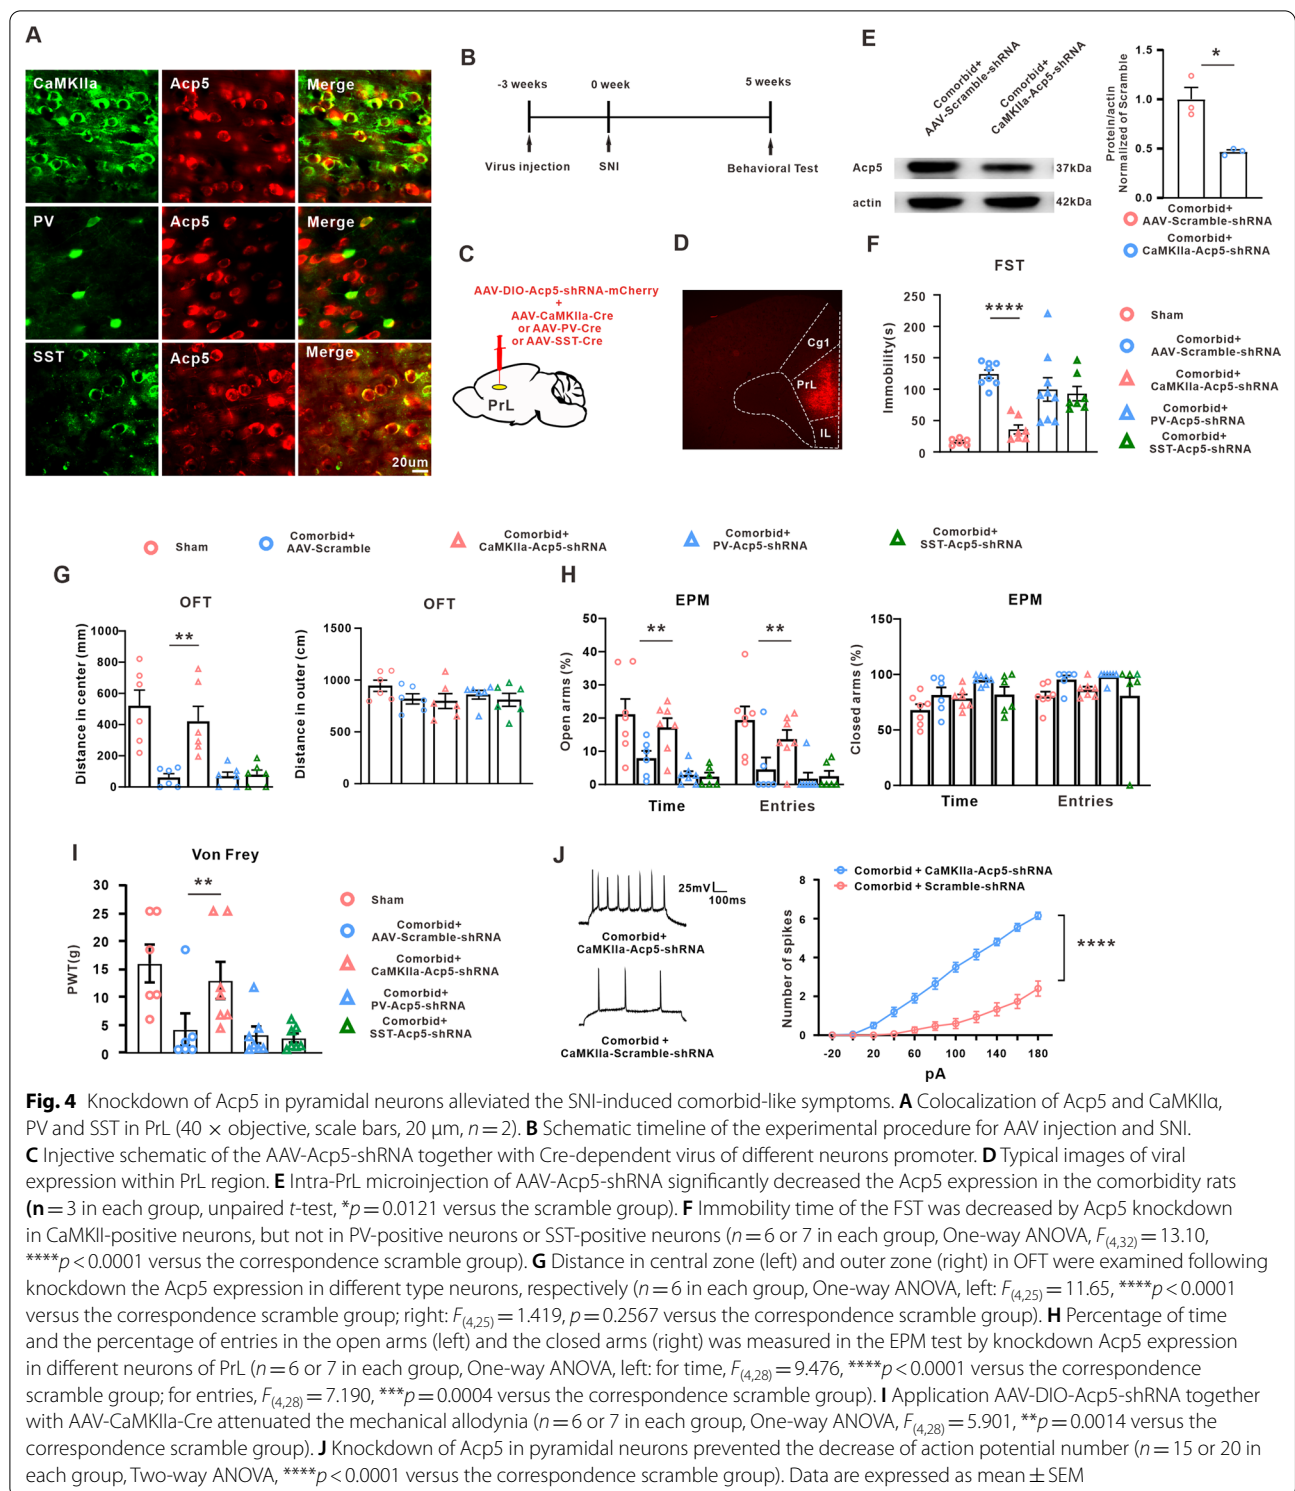 A
CaMKIIa
Acp5
Merge
PV
Acp5
Merge
SST
Acp5
Merge
20um
B
-3 weeks
0 week
5 weeks
Virus injection
SNI
Behavioral Test
C
AAV-DIO-Acp5-shRNA-mCherry
+
AAV-CaMKIIa-Cre
or AAV-PV-Cre
or AAV-SST-Cre
PrL
D
Cg1
PrL
IL
E
Comorbid+
AAV-Scramble-shRNA
Comorbid+
CaMKIIa-Acp5-shRNA
Acp5
37kDa
actin
42kDa
Protein/actin
Normalized of Scramble
1.5
1.0
0.5
0.0
*
Comorbid+
AAV-Scramble-shRNA
Comorbid+
CaMKIIa-Acp5-shRNA
F
FST
Immobility(s)
250
200
150
100
50
0
****
Sham
Comorbid+
AAV-Scramble-shRNA
Comorbid+
CaMKIIa-Acp5-shRNA
Comorbid+
PV-Acp5-shRNA
Comorbid+
SST-Acp5-shRNA
Sham
Comorbid+
AAV-Scramble
Comorbid+
CaMKIIa-Acp5-shRNA
Comorbid+
PV-Acp5-shRNA
Comorbid+
SST-Acp5-shRNA
G
OFT
Distance in center (mm)
1000
800
600
400
200
0
**
OFT
Distance in outer (cm)
1500
1000
500
0
H
EPM
Open arms (%)
50
40
30
20
10
0
**
**
Time
Entries
EPM
Closed arms (%)
150
100
50
0
Time
Entries
I
Von Frey
PWT(g)
30
25
20
15
10
5
0
**
Sham
Comorbid+
AAV-Scramble-shRNA
Comorbid+
CaMKIIa-Acp5-shRNA
Comorbid+
PV-Acp5-shRNA
Comorbid+
SST-Acp5-shRNA
J
25mV
100ms
Comorbid+
CaMKIIa-Acp5-shRNA
Comorbid +
CaMKIIa-Scramble-shRNA
Comorbid + CaMKIIa-Acp5-shRNA
Comorbid + Scramble-shRNA
Number of spikes
8
6
4
2
0
****
-20 20 60 100 140 180
pA
Fig. 4 Knockdown of Acp5 in pyramidal neurons alleviated the SNI-induced comorbid-like symptoms. A Colocalization of Acp5 and CaMKIIα,
PV and SST in PrL (40 × objective, scale bars, 20 μm, n = 2). B Schematic timeline of the experimental procedure for AAV injection and SNI.
C Injective schematic of the AAV-Acp5-shRNA together with Cre-dependent virus of different neurons promoter. D Typical images of viral
expression within PrL region. E Intra-PrL microinjection of AAV-Acp5-shRNA significantly decreased the Acp5 expression in the comorbidity rats
(n = 3 in each group, unpaired t-test, *p = 0.0121 versus the scramble group). F Immobility time of the FST was decreased by Acp5 knockdown
in CaMKII-positive neurons, but not in PV-positive neurons or SST-positive neurons (n = 6 or 7 in each group, One-way ANOVA, F(4,32) = 13.10,
****p < 0.0001 versus the correspondence scramble group). G Distance in central zone (left) and outer zone (right) in OFT were examined following
knockdown the Acp5 expression in different type neurons, respectively (n = 6 in each group, One-way ANOVA, left: F(4,25) = 11.65, ****p < 0.0001
versus the correspondence scramble group; right: F(4,25) = 1.419, p = 0.2567 versus the correspondence scramble group). H Percentage of time
and the percentage of entries in the open arms (left) and the closed arms (right) was measured in the EPM test by knockdown Acp5 expression
in different neurons of PrL (n = 6 or 7 in each group, One-way ANOVA, left: for time, F(4,28) = 9.476, ****p < 0.0001 versus the correspondence
scramble group; for entries, F(4,28) = 7.190, ***p = 0.0004 versus the correspondence scramble group). I Application AAV-DIO-Acp5-shRNA together
with AAV-CaMKIIa-Cre attenuated the mechanical allodynia (n = 6 or 7 in each group, One-way ANOVA, F(4,28) = 5.901, **p = 0.0014 versus the
correspondence scramble group). J Knockdown of Acp5 in pyramidal neurons prevented the decrease of action potential number (n = 15 or 20 in
each group, Two-way ANOVA, ****p < 0.0001 versus the correspondence scramble group). Data are expressed as mean ± SEM